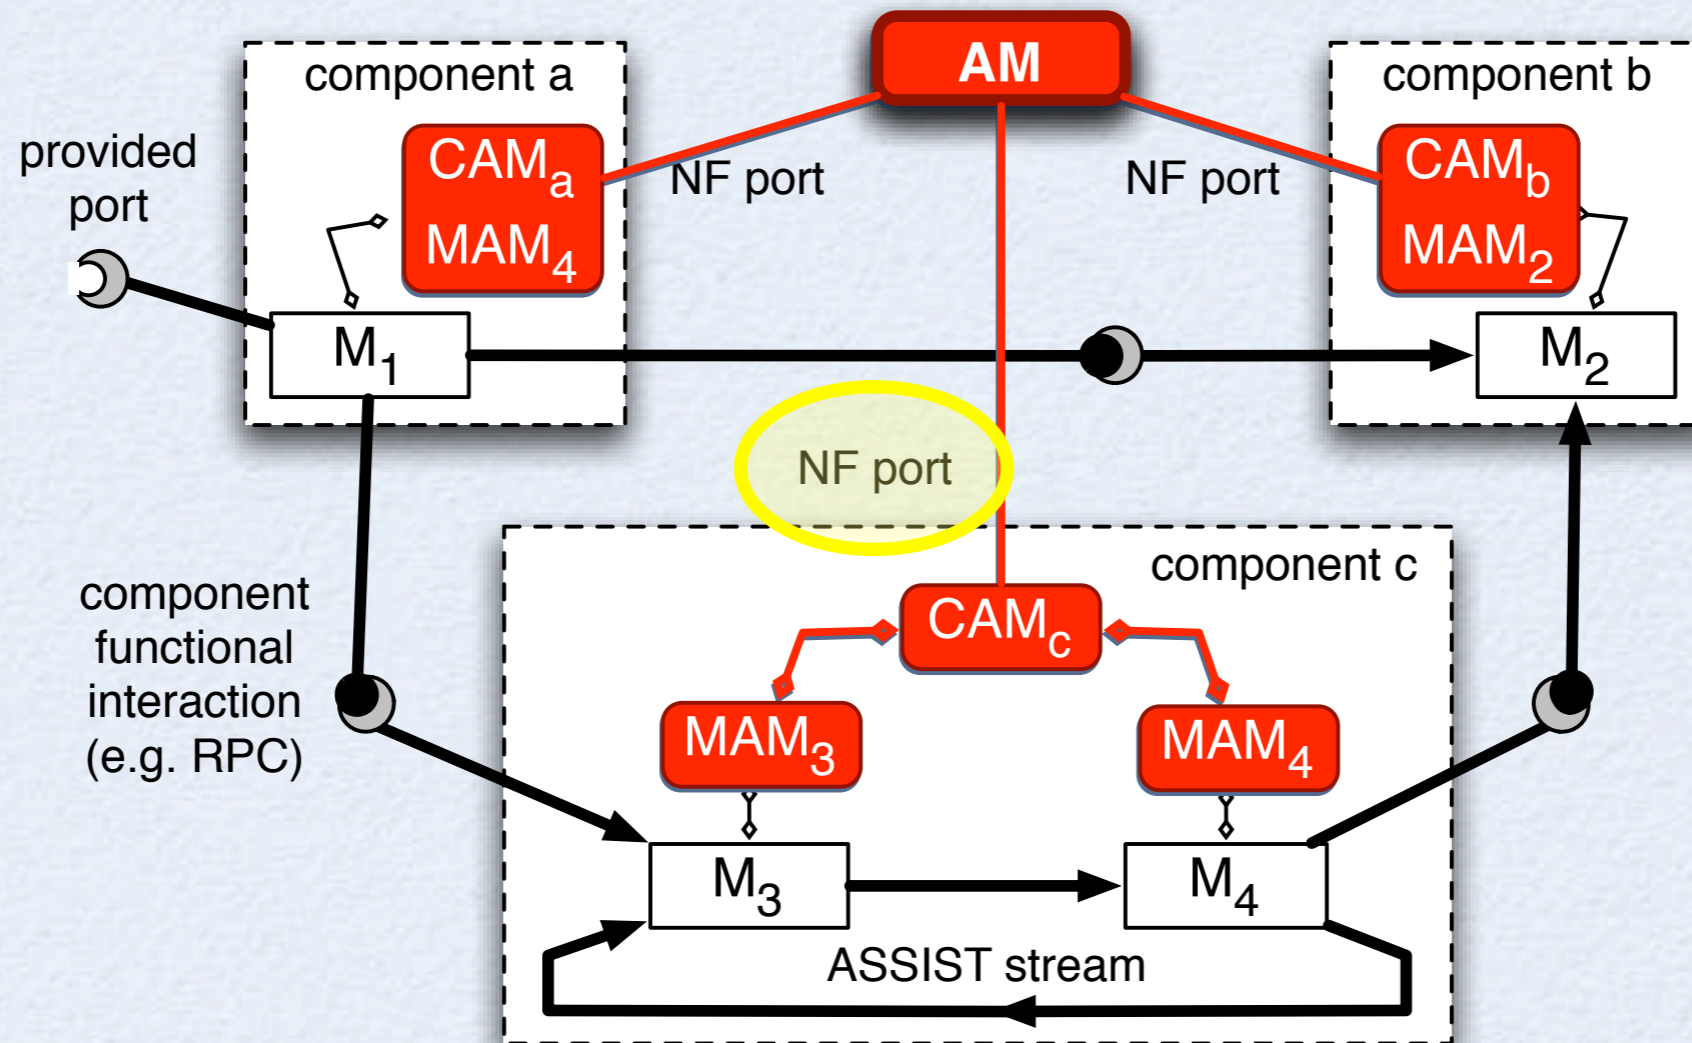 AM
component a
component b
provided
port
CAMa
MAM4
NF port
NF port
CAMb
MAM2
M1
M2
NF port
component c
component
functional
interaction
(e.g. RPC)
CAMc
MAM3
MAM4
M3
M4
ASSIST stream